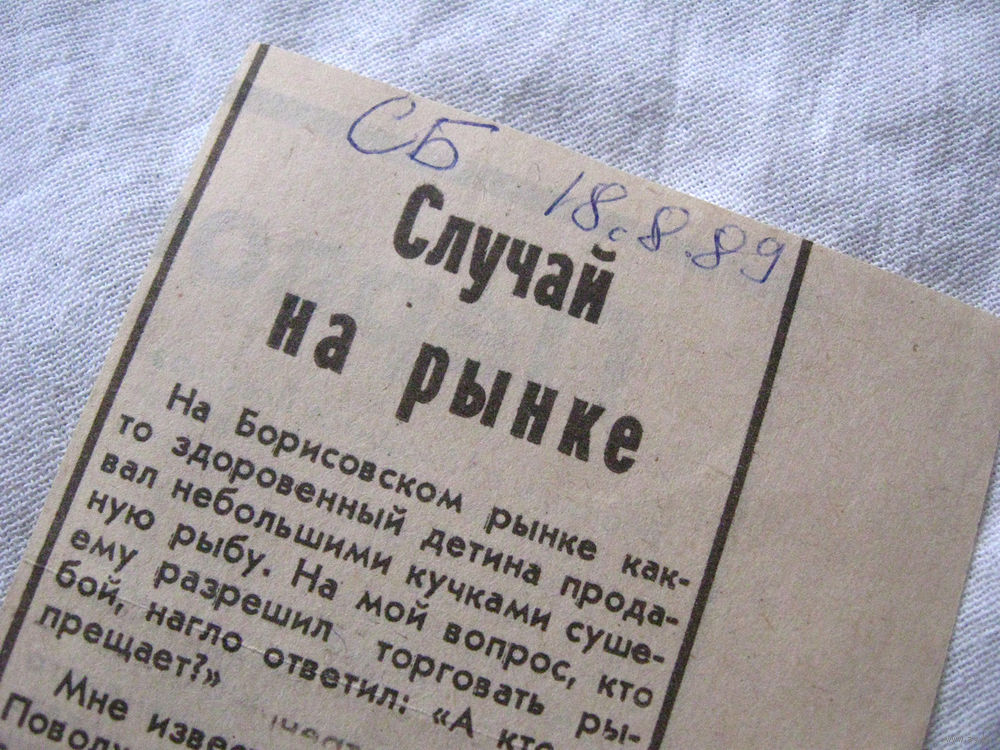 СБ 18.8.89
Случай
на рынке
На Борисовском рынке как-
то здоровенный детина прода-
вал небольшими кучками суше-
ную рыбу. На мой вопрос, кто
ему разрешил торговать ры-
бой, нагло ответил: «А кто
прещает?»
Мне